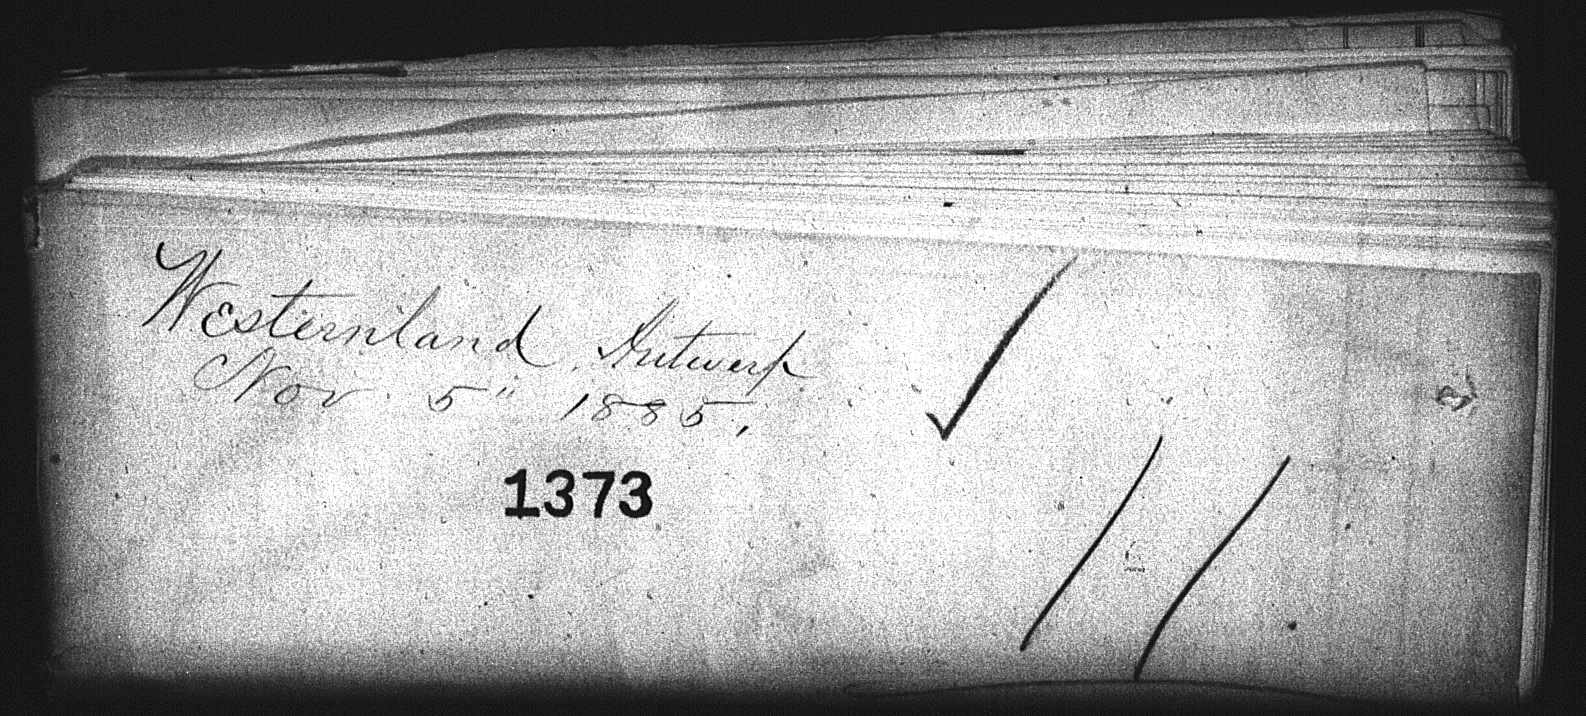 Westernland, Antwerp
Nov. 5" 1885,
1373